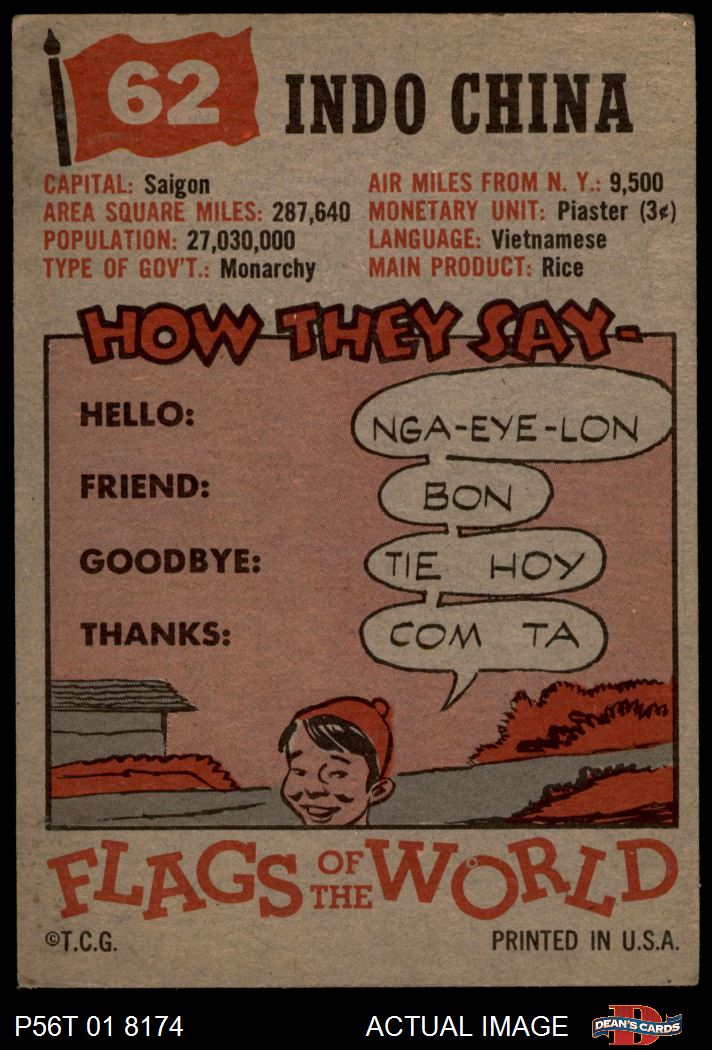 62 INDO CHINA
CAPITAL: Saigon
AREA SQUARE MILES: 287,640
POPULATION: 27,030,000
TYPE OF GOV'T.: Monarchy
AIR MILES FROM N. Y.: 9,500
MONETARY UNIT: Piaster (3¢)
LANGUAGE: Vietnamese
MAIN PRODUCT: Rice
HOW THEY SAY-
HELLO: NGA-EYE-LON
FRIEND: BON
GOODBYE: TIE HOY
THANKS: COM TA
FLAGS OF THE WORLD
©T.C.G. PRINTED IN U.S.A.
P56T 01 8174 ACTUAL IMAGE D DEAN'S CARDS